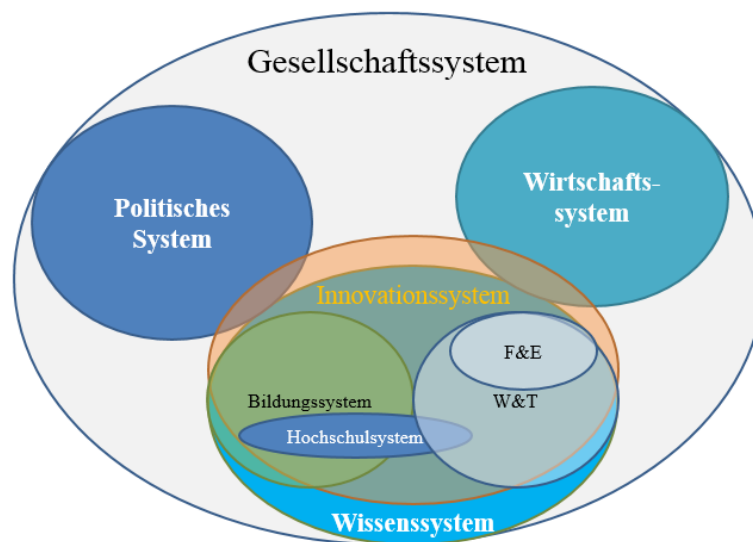 Gesellschaftssystem
Politisches
System
Wirtschafts-
system
Innovationssystem
F&E
Bildungssystem
W&T
Hochschulsystem
Wissenssystem